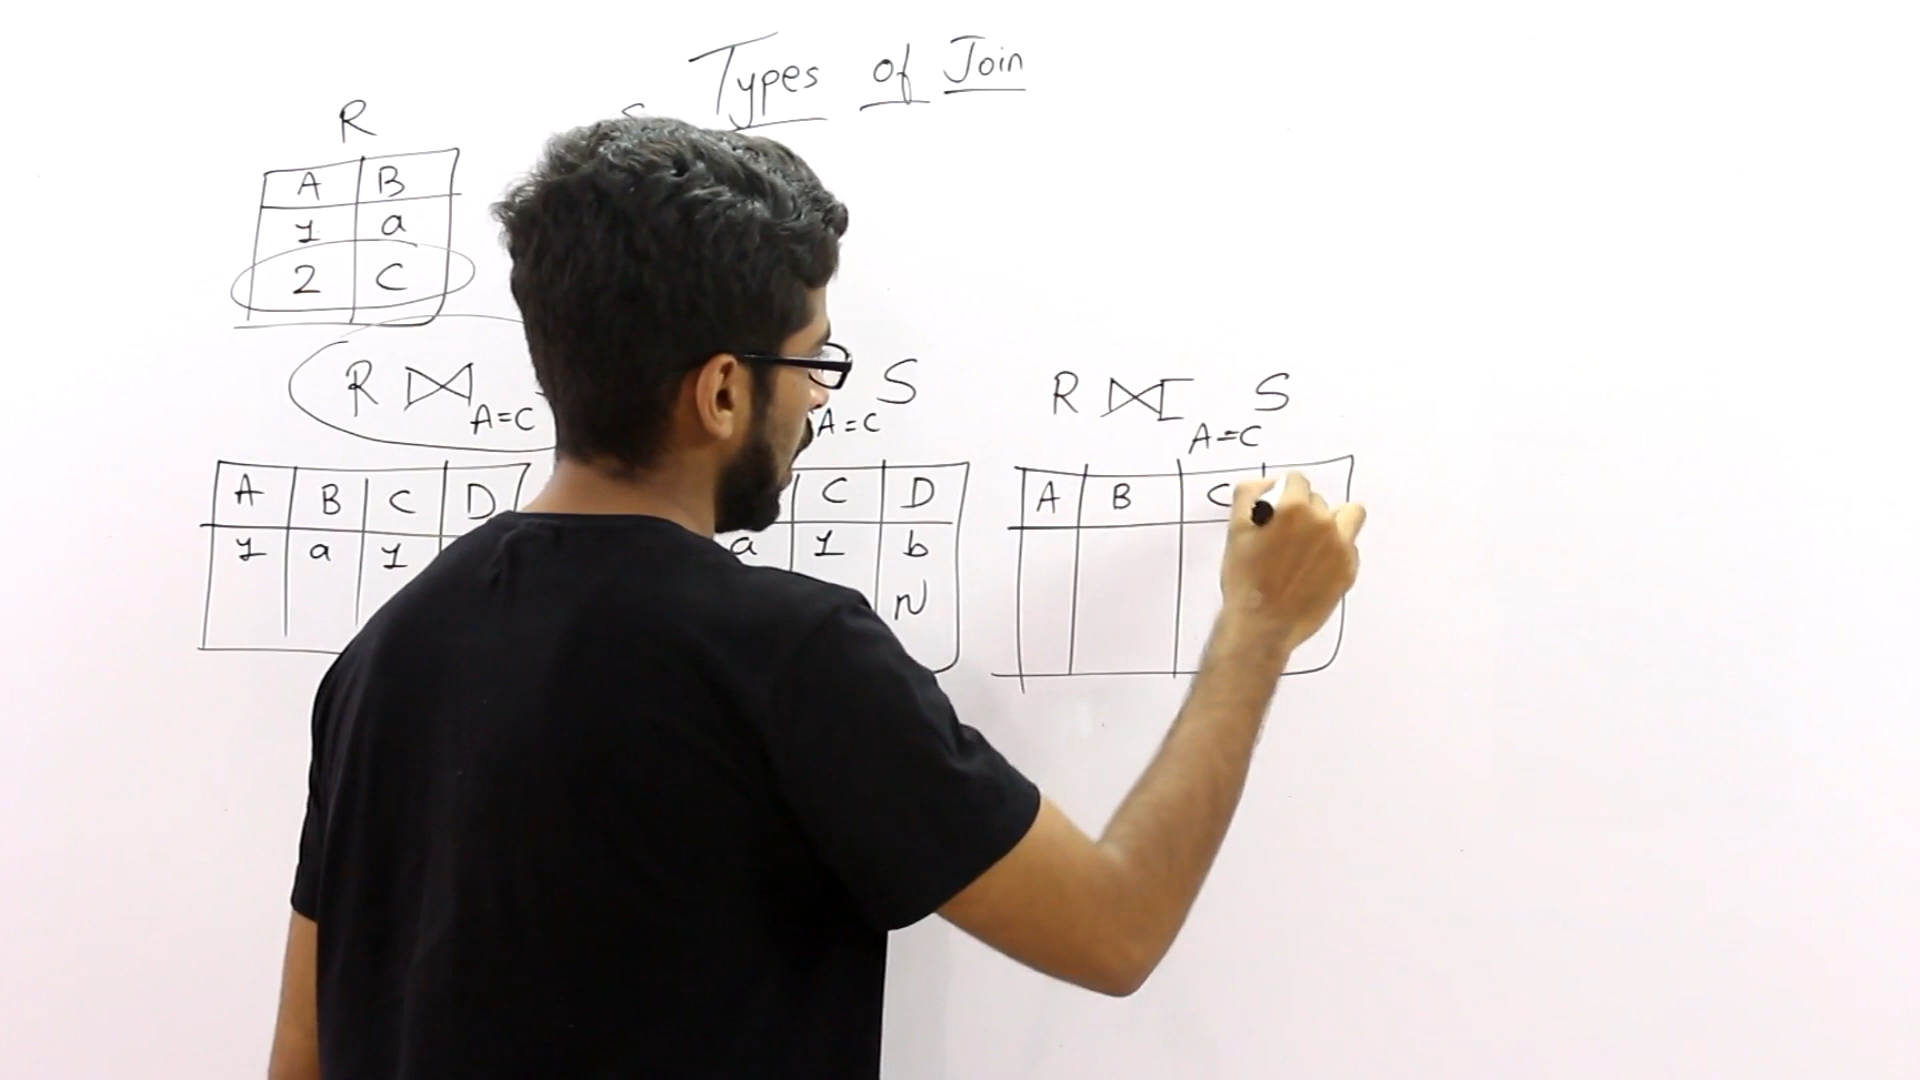 Types of Join
R
A B
1 a
2 C
R ⋈ A=C
A=C S
R ⋈⊏ A=C S
A B C D
1 a 1
C D
a 1 b
N
A B C